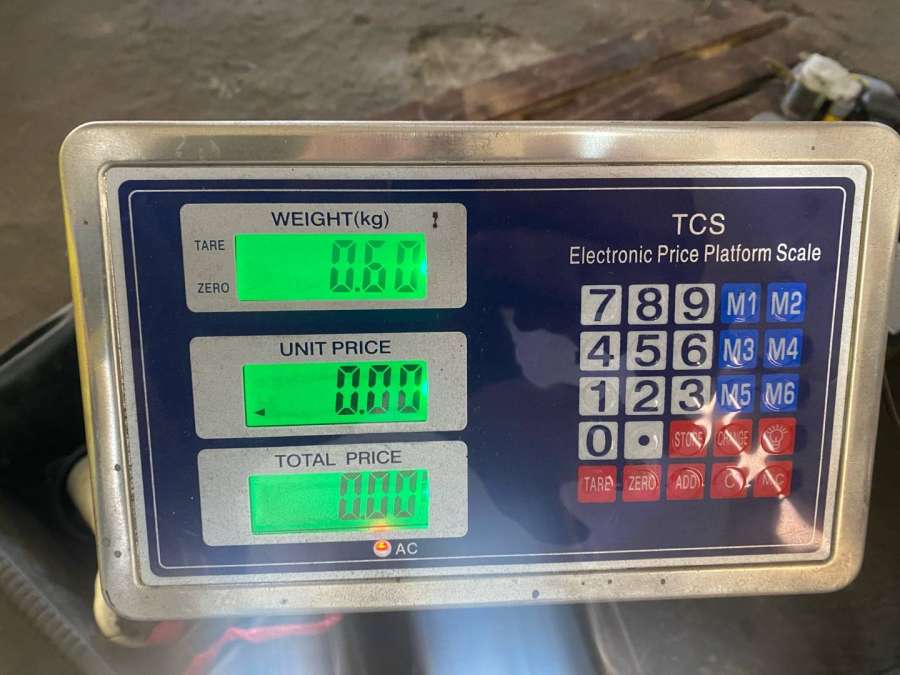 WEIGHT(kg)
TARE
0.60
ZERO
UNIT PRICE
0.00
TOTAL PRICE
0.00
AC
TCS
Electronic Price Platform Scale
7 8 9 M1 M2
4 5 6 M3 M4
1 2 3 M5 M6
0 . STORE CHANGE
TARE ZERO ADD C MC